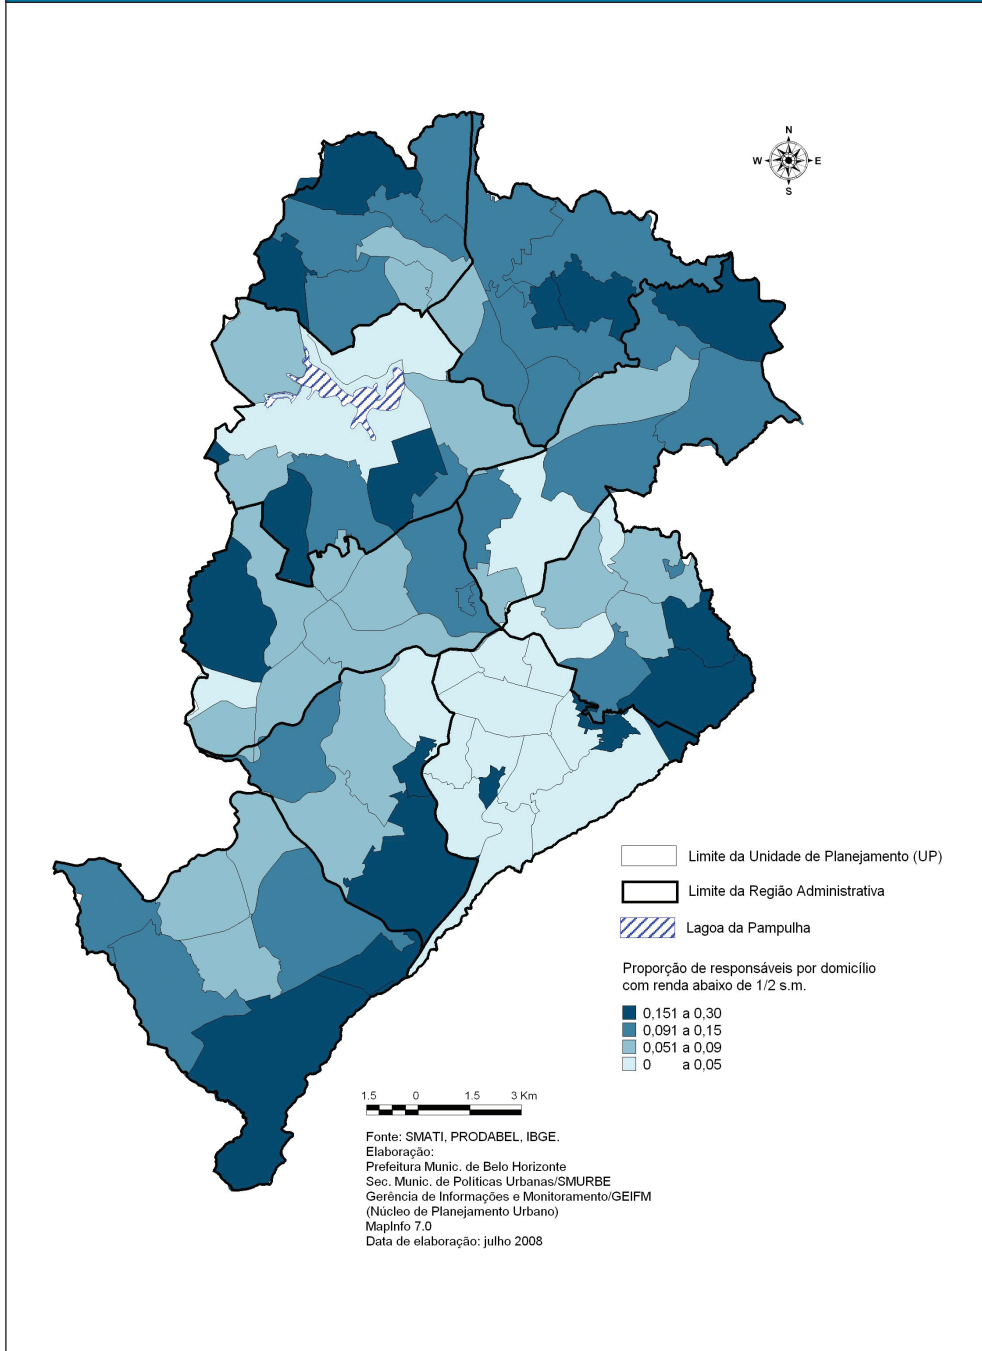 N
W E
S
Limite da Unidade de Planejamento (UP)
Limite da Região Administrativa
Lagoa da Pampulha
Proporção de responsáveis por domicílio
com renda abaixo de 1/2 s.m.
0,151 a 0,30
0,091 a 0,15
0,051 a 0,09
0 a 0,05
1.5 0 1.5 3 Km
Fonte: SMATI, PRODABEL, IBGE.
Elaboração:
Prefeitura Munic. de Belo Horizonte
Sec. Munic. de Politicas Urbanas/SMURBE
Gerência de Informações e Monitoramento/GEIFM
(Núcleo de Planejamento Urbano)
MapInfo 7.0
Data de elaboração: julho 2008